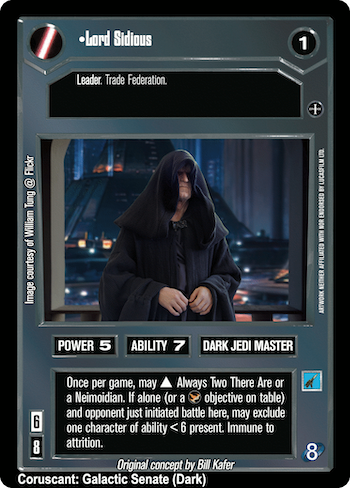 •Lord Sidious
1
Leader. Trade Federation.
Image courtesy of William Tung @ Flickr
ARTWORK NEITHER AFFILIATED WITH NOR ENDORSED BY LUCASFILM LTD.
POWER 5
ABILITY 7
DARK JEDI MASTER
Once per game, may ▲ Always Two There Are or
a Neimoidian. If alone (or a objective on table)
and opponent just initiated battle here, may exclude
one character of ability < 6 present. Immune to
attrition.
6
8
8
Original concept by Bill Kafer
Coruscant: Galactic Senate (Dark)